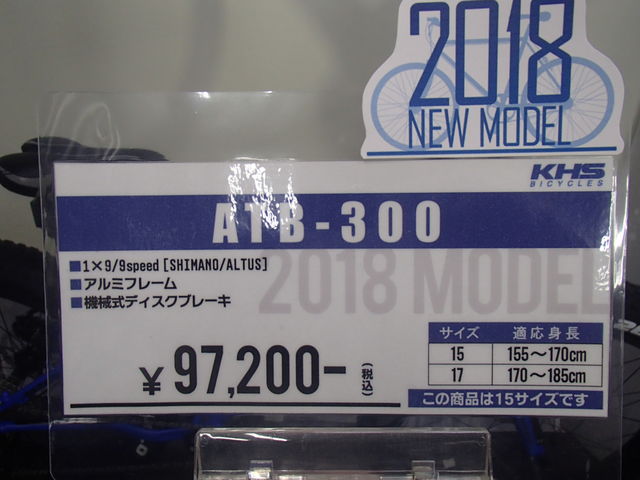 2018
NEW MODEL
KHS
BICYCLES
ATB-300
■1×9/9speed [SHIMANO/ALTUS]
■アルミフレーム
■機械式ディスクブレーキ
2018 MODEL
サイズ 適応身長
15 155～170cm
17 170～185cm
¥97,200-(税込)
この商品は15サイズです